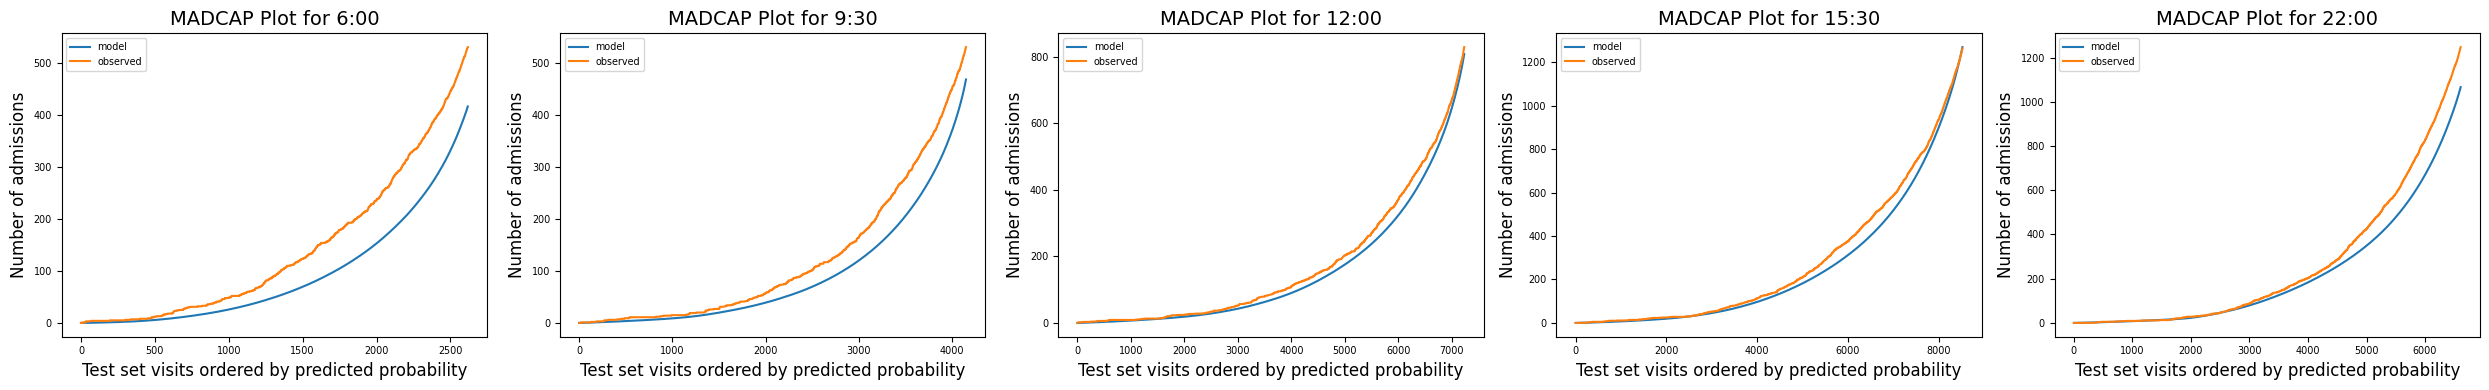 MADCAP Plot for 6:00
model
observed
Number of admissions
500
400
300
200
100
0
0 500 1000 1500 2000 2500
Test set visits ordered by predicted probability
MADCAP Plot for 9:30
model
observed
Number of admissions
500
400
300
200
100
0
0 1000 2000 3000 4000
Test set visits ordered by predicted probability
MADCAP Plot for 12:00
model
observed
Number of admissions
800
600
400
200
0
0 1000 2000 3000 4000 5000 6000 7000
Test set visits ordered by predicted probability
MADCAP Plot for 15:30
model
observed
Number of admissions
1200
1000
800
600
400
200
0
0 2000 4000 6000 8000
Test set visits ordered by predicted probability
MADCAP Plot for 22:00
model
observed
Number of admissions
1200
1000
800
600
400
200
0
0 1000 2000 3000 4000 5000 6000
Test set visits ordered by predicted probability